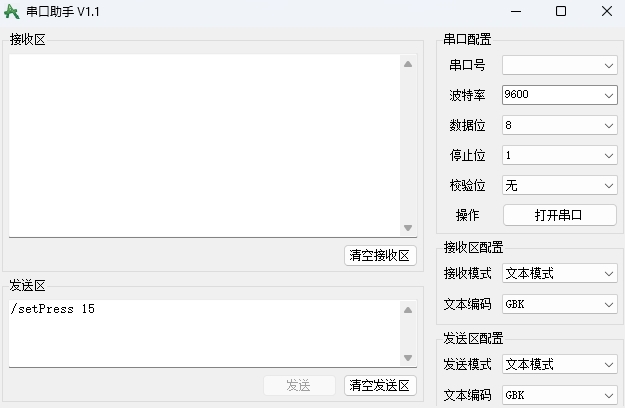 串口助手 V1.1
接收区
清空接收区
发送区
/setPress 15
发送
清空发送区
串口配置
串口号
波特率 9600
数据位 8
停止位 1
校验位 无
操作 打开串口
接收区配置
接收模式 文本模式
文本编码 GBK
发送区配置
发送模式 文本模式
文本编码 GBK